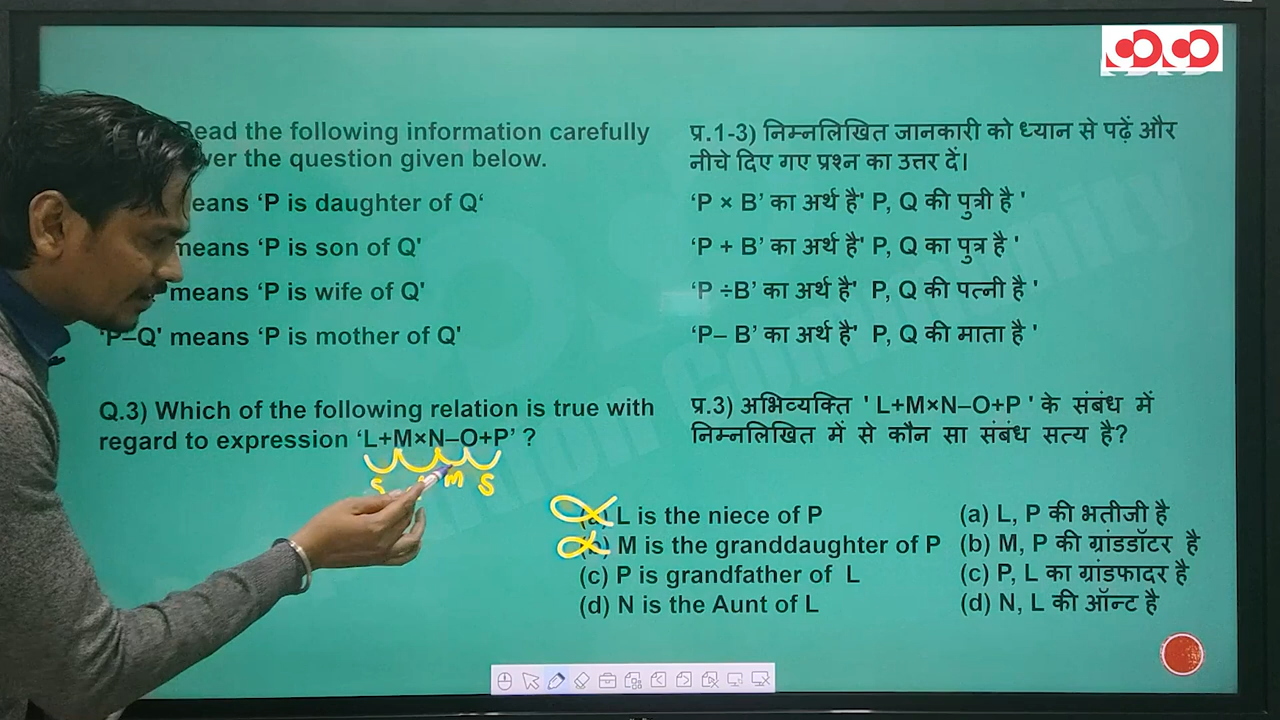 Read the following information carefully
the question given below.
means ‘P is daughter of Q‘
means ‘P is son of Q'
means ‘P is wife of Q'
‘P–Q' means ‘P is mother of Q'
Q.3) Which of the following relation is true with
regard to expression ‘L+M×N–O+P’ ?
S M S
(a) L is the niece of P
(b) M is the granddaughter of P
(c) P is grandfather of L
(d) N is the Aunt of L
प्र.1-3) निम्नलिखित जानकारी को ध्यान से पढ़ें और
नीचे दिए गए प्रश्न का उत्तर दें।
‘P × B’ का अर्थ है' P, Q की पुत्री है '
‘P + B’ का अर्थ है' P, Q का पुत्र है '
‘P ÷B’ का अर्थ है' P, Q की पत्नी है '
‘P– B’ का अर्थ है' P, Q की माता है '
प्र.3) अभिव्यक्ति ' L+M×N–O+P ' के संबंध में
निम्नलिखित में से कौन सा संबंध सत्य है?
(a) L, P की भतीजी है
(b) M, P की ग्रांडडॉटर है
(c) P, L का ग्रांडफादर है
(d) N, L की ऑन्ट है